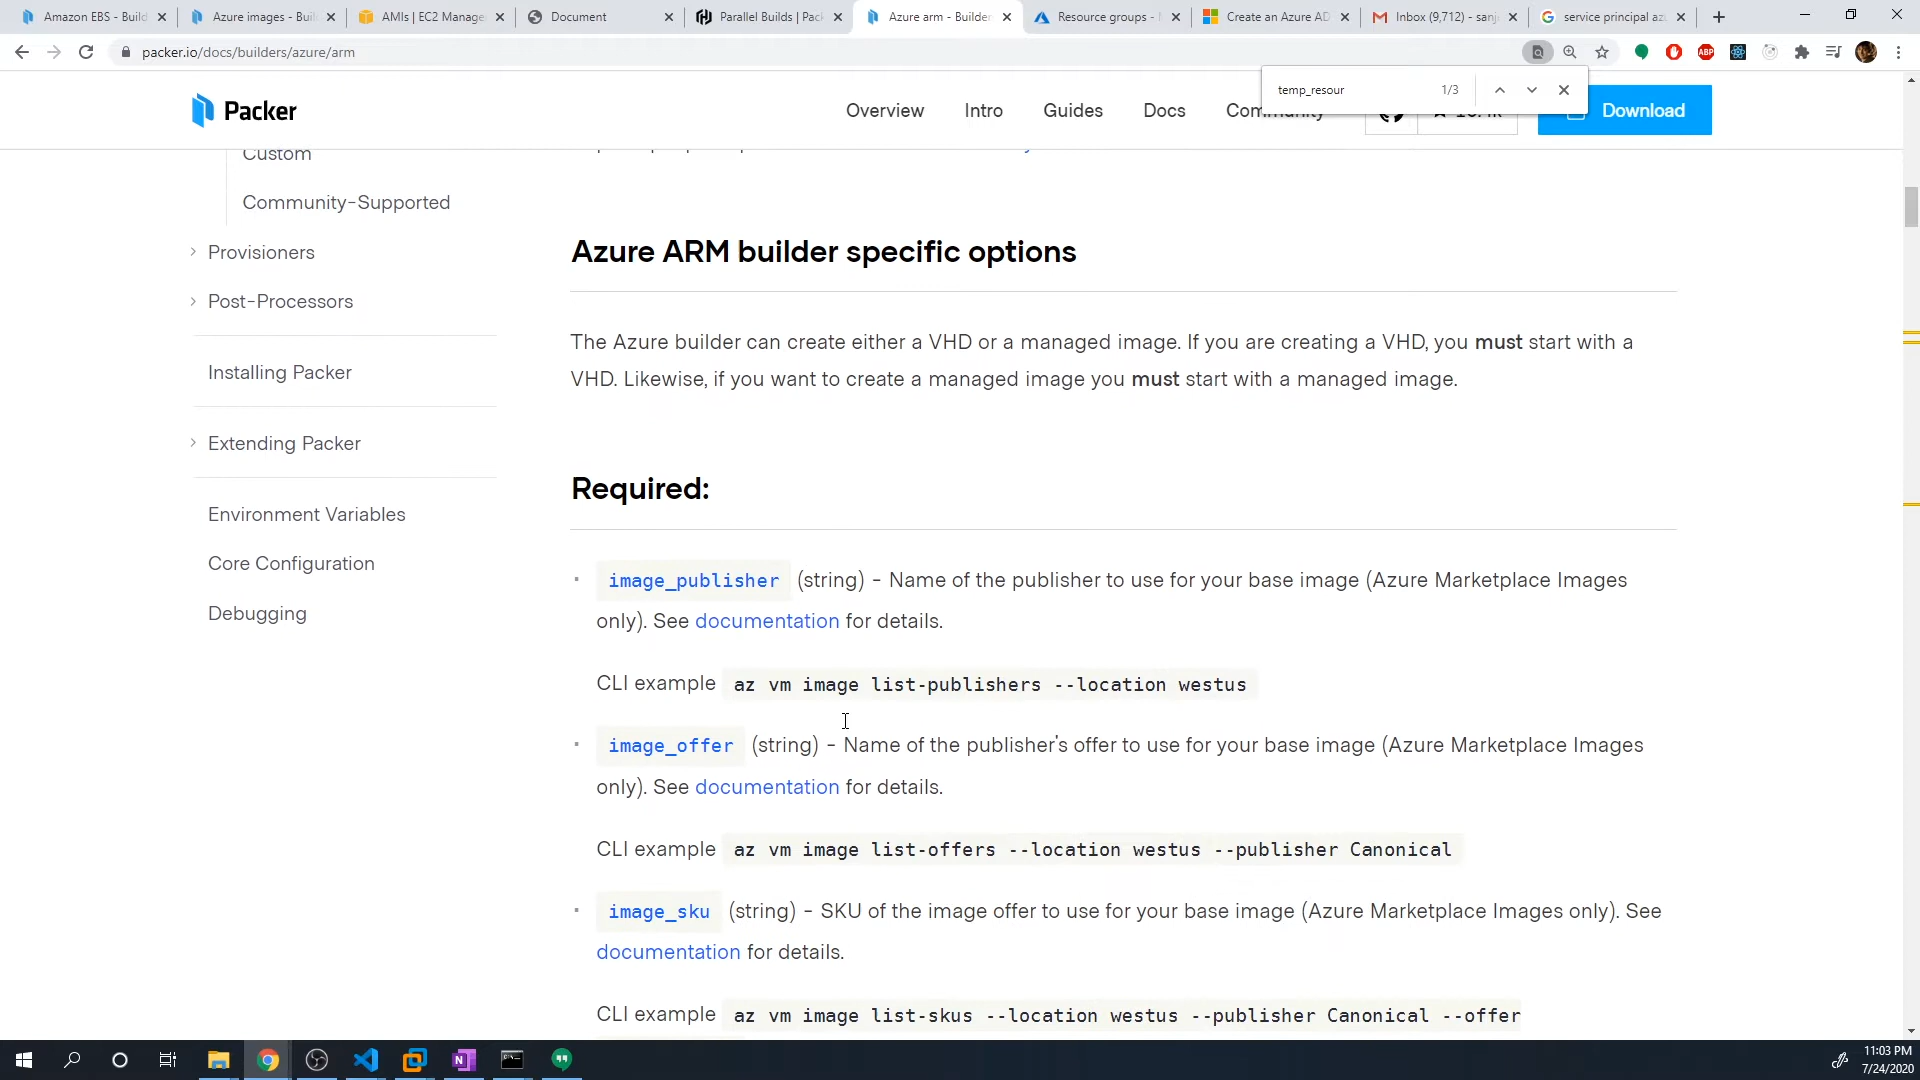 Amazon EBS - Build
Azure images - Buil
AMIs | EC2 Manage
Document
Parallel Builds | Pack
Azure arm - Builder
Resource groups -
Create an Azure AD
Inbox (9,712) - sanj
service principal az
packer.io/docs/builders/azure/arm
ABP
temp_resour
1/3
Packer
Overview
Intro
Guides
Docs
Community
Download
Custom
Community-Supported
Provisioners
Post-Processors
Installing Packer
Extending Packer
Environment Variables
Core Configuration
Debugging
Azure ARM builder specific options
The Azure builder can create either a VHD or a managed image. If you are creating a VHD, you must start with a
VHD. Likewise, if you want to create a managed image you must start with a managed image.
Required:
image_publisher (string) - Name of the publisher to use for your base image (Azure Marketplace Images
only). See documentation for details.
CLI example az vm image list-publishers --location westus
image_offer (string) - Name of the publisher's offer to use for your base image (Azure Marketplace Images
only). See documentation for details.
CLI example az vm image list-offers --location westus --publisher Canonical
image_sku (string) - SKU of the image offer to use for your base image (Azure Marketplace Images only). See
documentation for details.
CLI example az vm image list-skus --location westus --publisher Canonical --offer
11:03 PM
7/24/2020